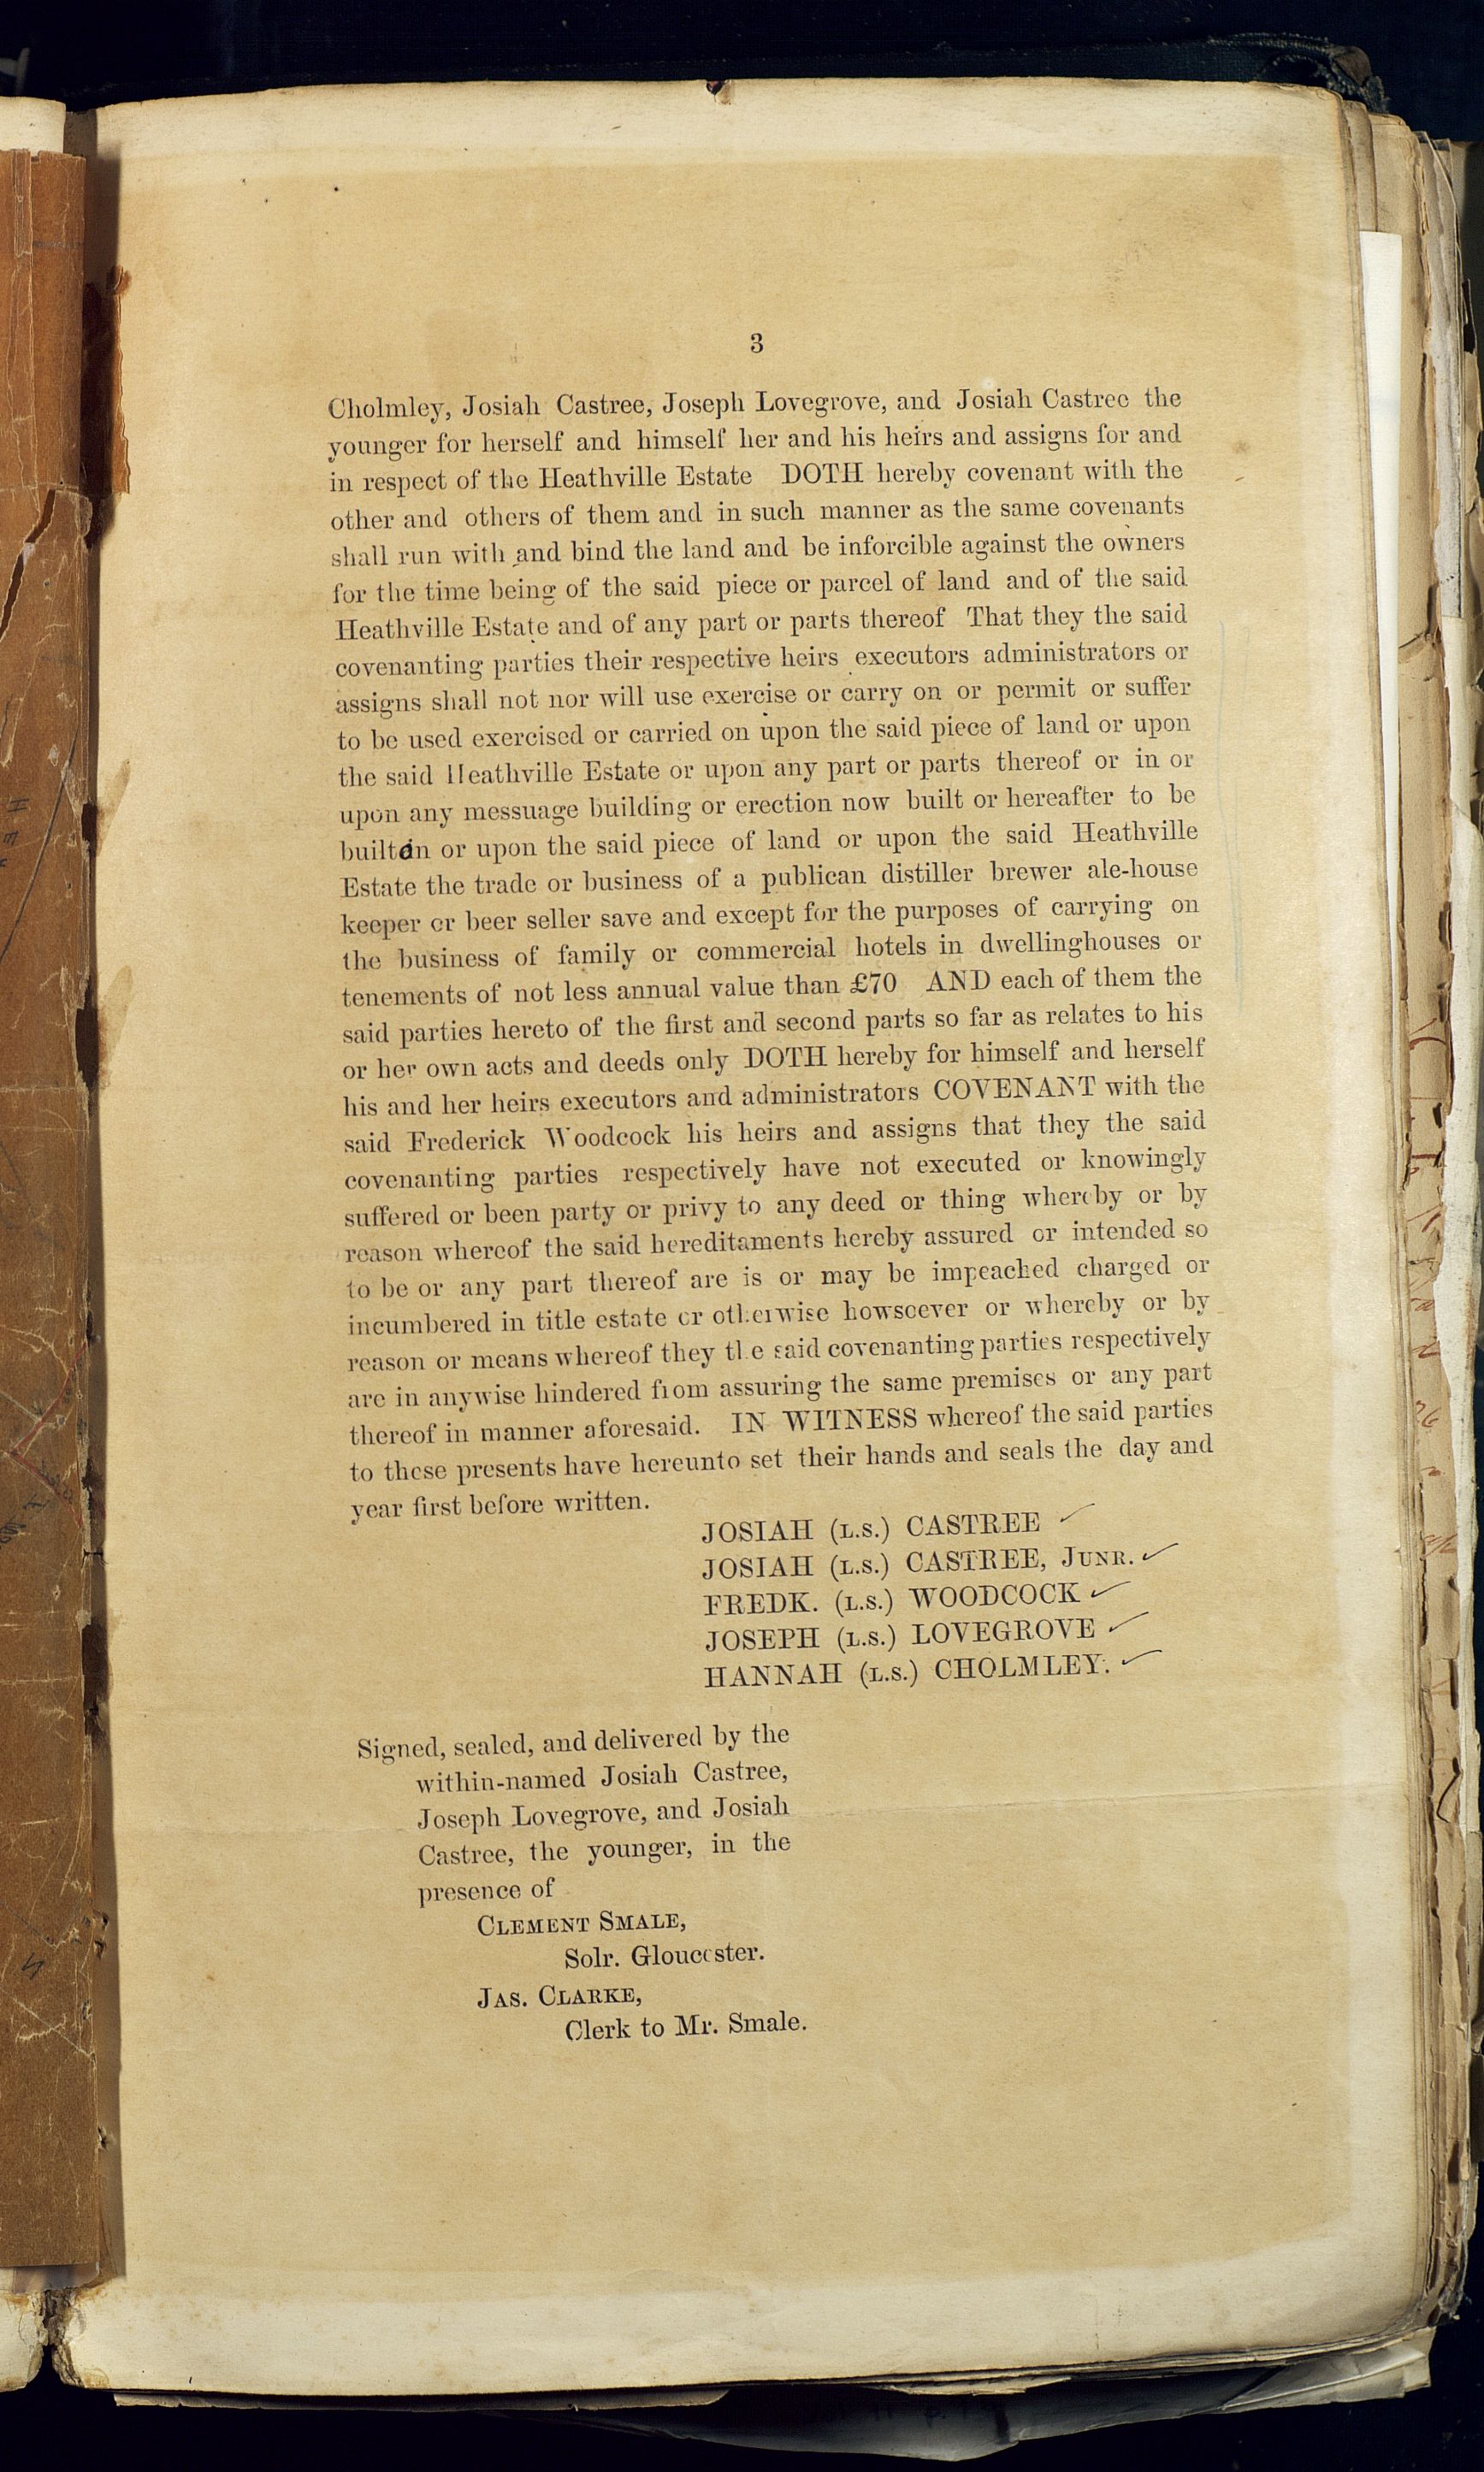 3
Cholmley, Josiah Castree, Joseph Lovegrove, and Josiah Castree the
younger for herself and himself her and his heirs and assigns for and
in respect of the Heathville Estate DOTH hereby covenant with the
other and others of them and in such manner as the same covenants
shall run with and bind the land and be inforcible against the owners
for the time being of the said piece or parcel of land and of the said
Heathville Estate and of any part or parts thereof That they the said
covenanting parties their respective heirs executors administrators or
assigns shall not nor will use exercise or carry on or permit or suffer
to be used exercised or carried on upon the said piece of land or upon
the said Heathville Estate or upon any part or parts thereof or in or
upon any messuage building or erection now built or hereafter to be
built in or upon the said piece of land or upon the said Heathville
Estate the trade or business of a publican distiller brewer ale-house
keeper or beer seller save and except for the purposes of carrying on
the business of family or commercial hotels in dwellinghouses or
tenements of not less annual value than £70 AND each of them the
said parties hereto of the first and second parts so far as relates to his
or her own acts and deeds only DOTH hereby for himself and herself
his and her heirs executors and administrators COVENANT with the
said Frederick Woodcock his heirs and assigns that they the said
covenanting parties respectively have not executed or knowingly
suffered or been party or privy to any deed or thing whereby or by
reason whereof the said hereditaments hereby assured or intended so
to be or any part thereof are is or may be impeached charged or
incumbered in title estate or otherwise howsoever or whereby or by
reason or means whereof they the said covenanting parties respectively
are in anywise hindered from assuring the same premises or any part
thereof in manner aforesaid. IN WITNESS whereof the said parties
to these presents have hereunto set their hands and seals the day and
year first before written.
JOSIAH (L.S.) CASTREE ✓
JOSIAH (L.S.) CASTREE, JUNR. ✓
FREDK. (L.S.) WOODCOCK ✓
JOSEPH (L.S.) LOVEGROVE ✓
HANNAH (L.S.) CHOLMLEY. ✓
Signed, sealed, and delivered by the
within-named Josiah Castree,
Joseph Lovegrove, and Josiah
Castree, the younger, in the
presence of
CLEMENT SMALE,
Solr. Gloucester.
JAS. CLARKE,
Clerk to Mr. Smale.